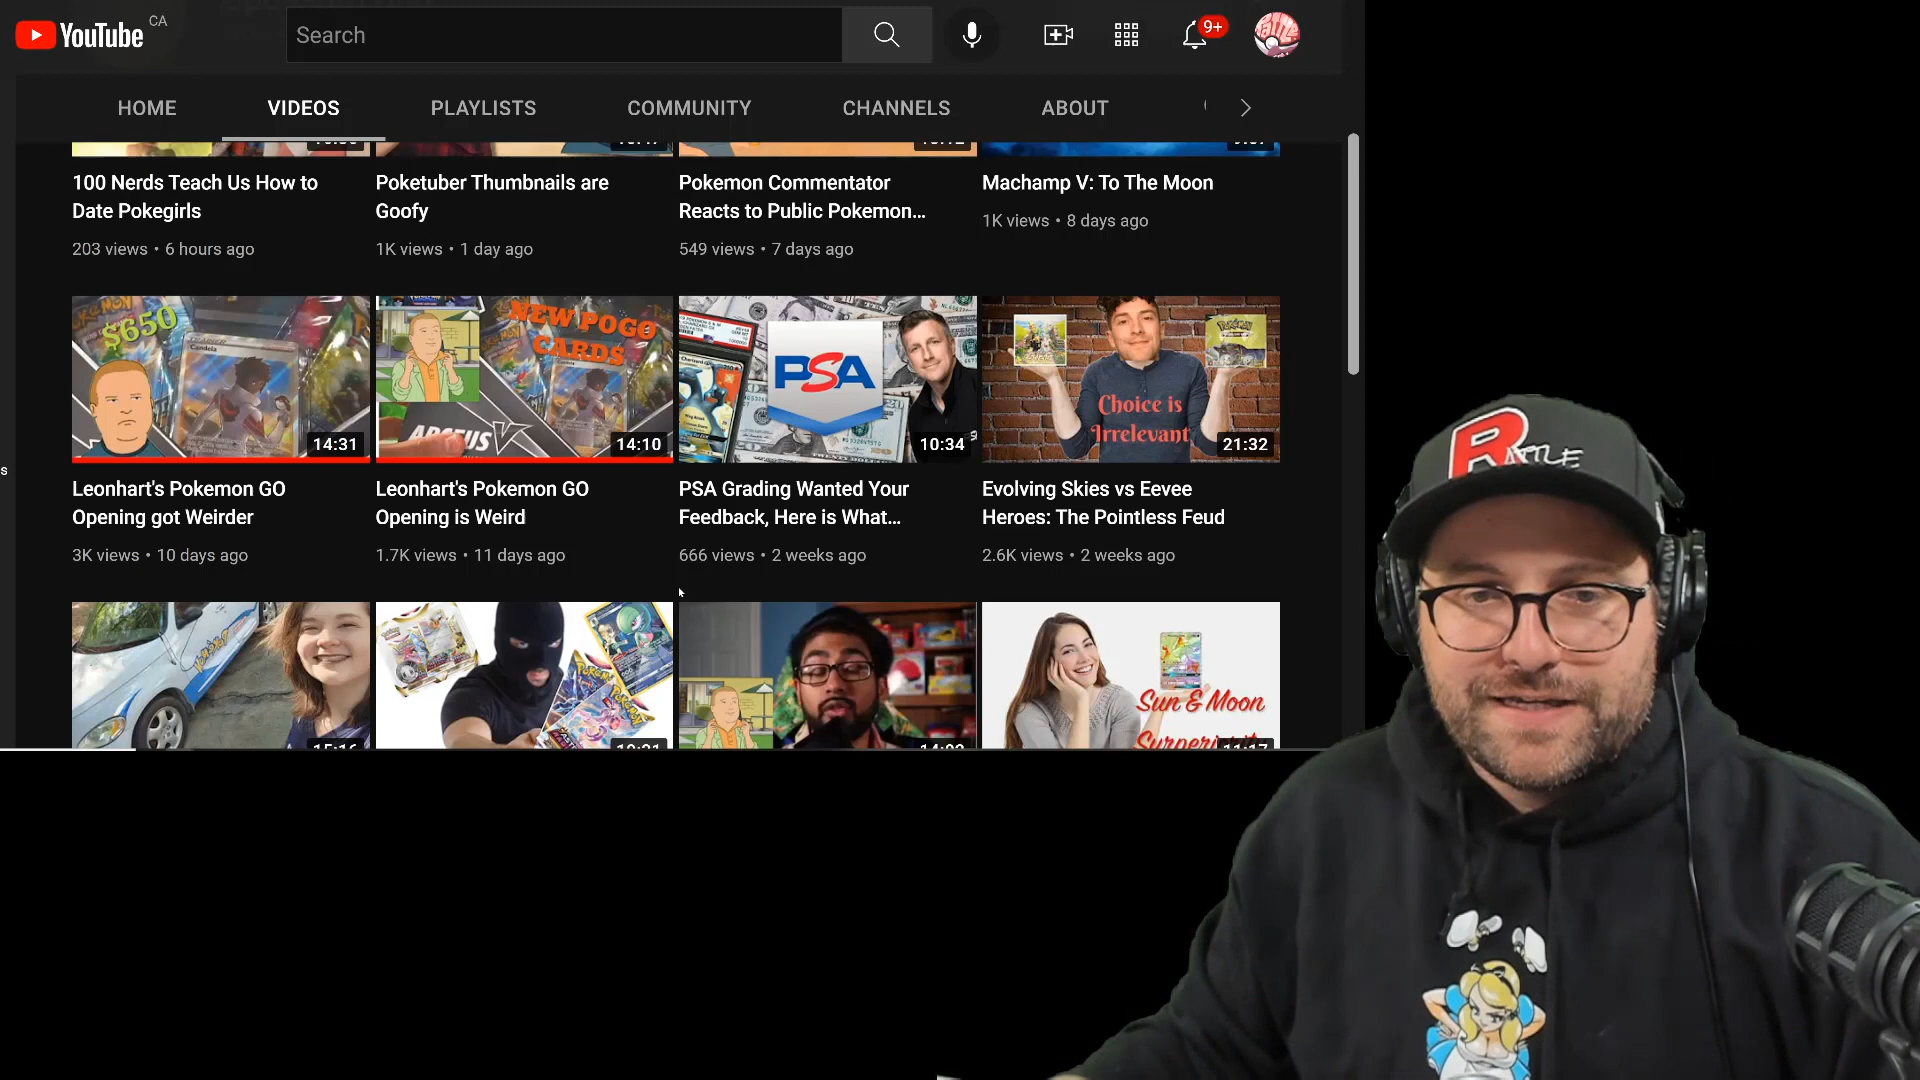 YouTube CA
Search
9+
HOME VIDEOS PLAYLISTS COMMUNITY CHANNELS ABOUT
100 Nerds Teach Us How to
Date Pokegirls
203 views • 6 hours ago
Poketuber Thumbnails are
Goofy
1K views • 1 day ago
Pokemon Commentator
Reacts to Public Pokemon...
549 views • 7 days ago
Machamp V: To The Moon
1K views • 8 days ago
$650
Candela
14:31
NEW POGO
CARDS
ARCEUS V
14:10
PSA
10:34
Choice is
Irrelevant
21:32
Leonhart's Pokemon GO
Opening got Weirder
3K views • 10 days ago
Leonhart's Pokemon GO
Opening is Weird
1.7K views • 11 days ago
PSA Grading Wanted Your
Feedback, Here is What...
666 views • 2 weeks ago
Evolving Skies vs Eevee
Heroes: The Pointless Feud
2.6K views • 2 weeks ago
s
Sun & Moon
RATTLE